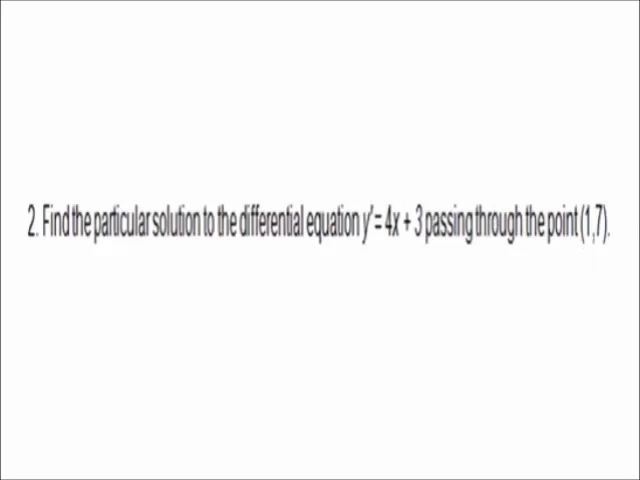 2. Find the particular solution to the differential equation y' = 4x + 3 passing through the point (1,7).